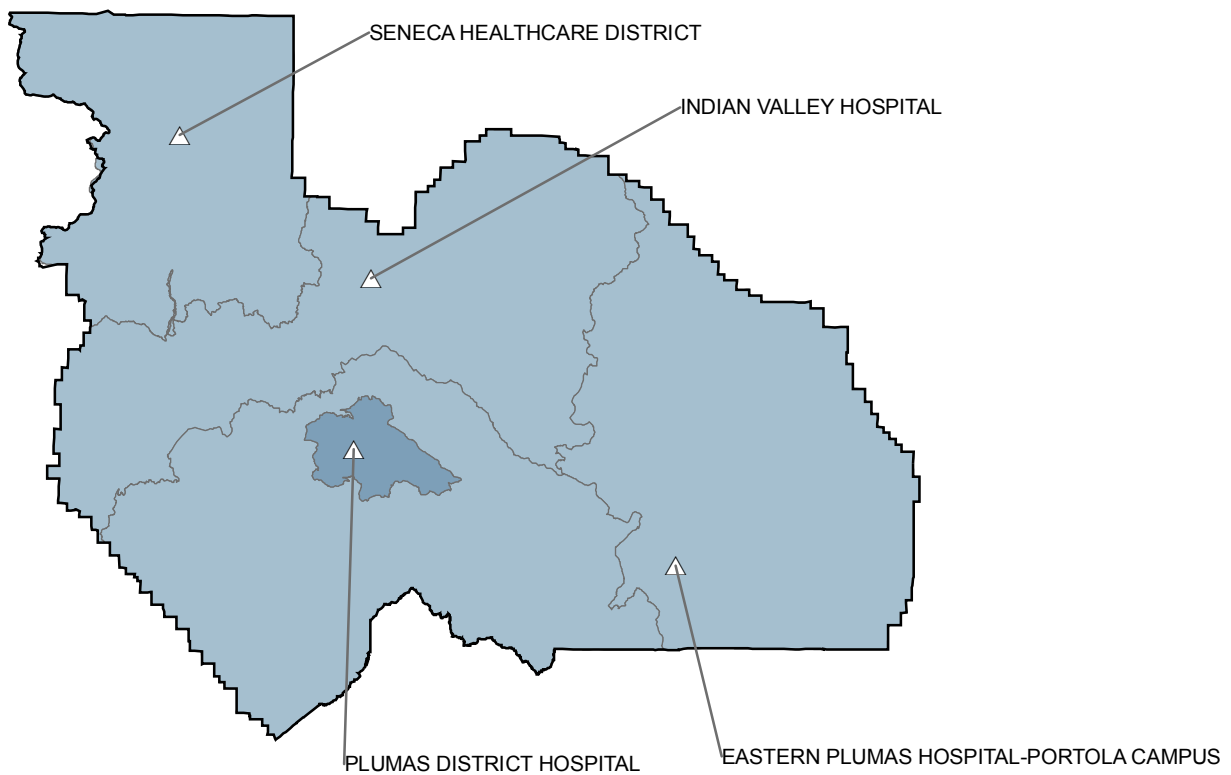 SENECA HEALTHCARE DISTRICT
INDIAN VALLEY HOSPITAL
PLUMAS DISTRICT HOSPITAL
EASTERN PLUMAS HOSPITAL-PORTOLA CAMPUS